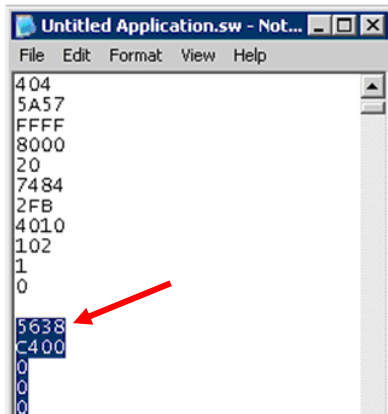 Untitled Application.sw - Not...
File Edit Format View Help
404
5A57
FFFF
8000
20
7484
2FB
4010
102
1
0
5638
C400
0
0
0